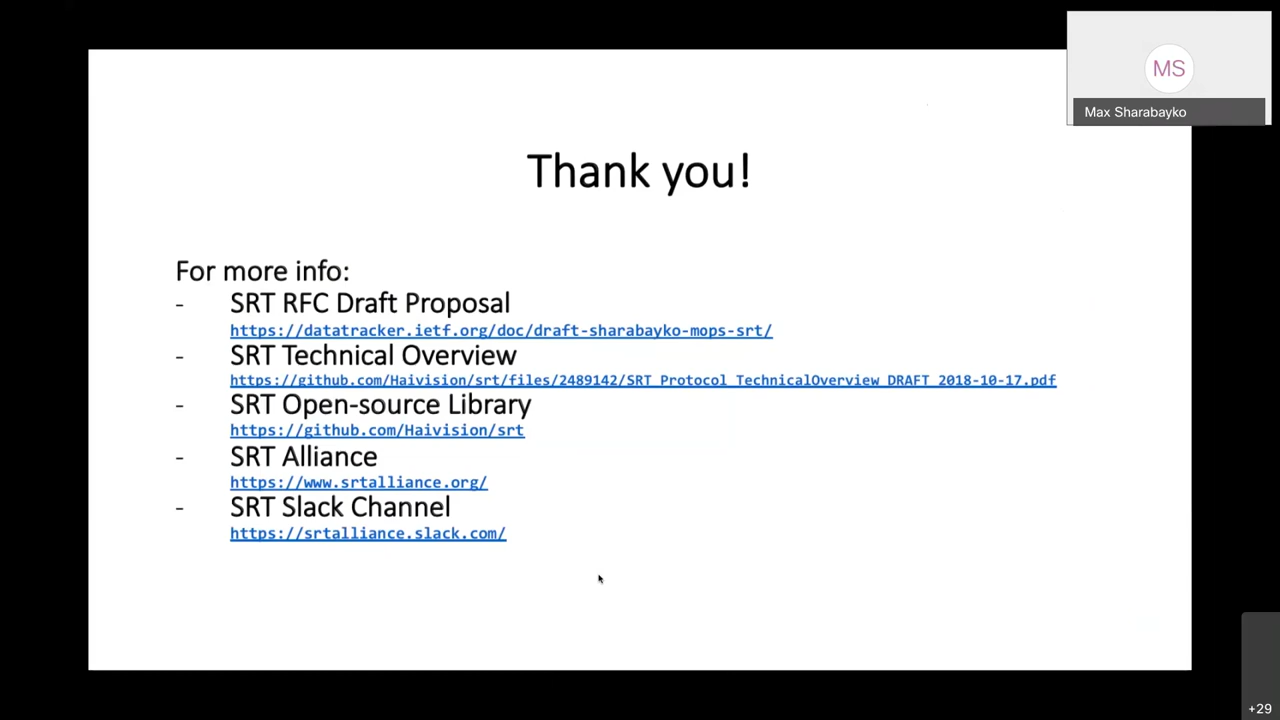 MS
Max Sharabayko
Thank you!
For more info:
- SRT RFC Draft Proposal
https://datatracker.ietf.org/doc/draft-sharabayko-mops-srt/
- SRT Technical Overview
https://github.com/Haivision/srt/files/2489142/SRT_Protocol_TechnicalOverview_DRAFT_2018-10-17.pdf
- SRT Open-source Library
https://github.com/Haivision/srt
- SRT Alliance
https://www.srtalliance.org/
- SRT Slack Channel
https://srtalliance.slack.com/
+29